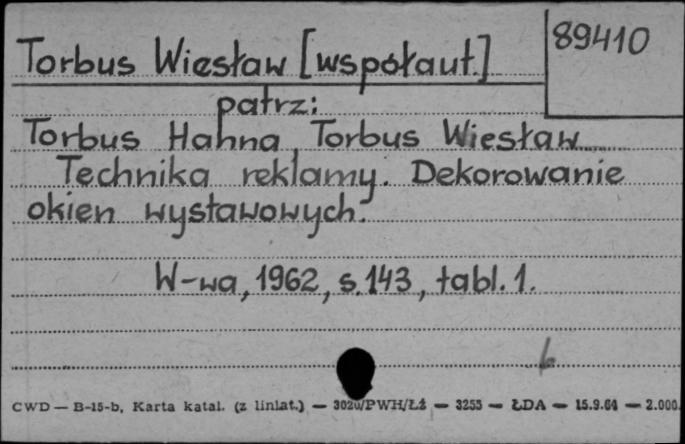 89410
Torbus Wiesław [współaut.]
patrz:
Torbus Hanna, Torbus Wiesław
Technika reklamy. Dekorowanie
okien wystawowych.
W-wa, 1962, s. 143, tabl. 1.
b
CWD — B-15-b, Karta katal. (z liniat.) — 3020/PWH/Łż — 3255 — ŁDA — 15.9.64 — 2.000.